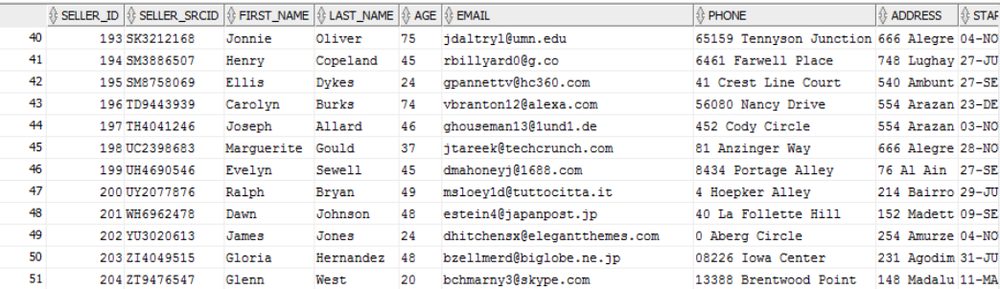 SELLER_ID SELLER_SRCID FIRST_NAME LAST_NAME AGE EMAIL PHONE ADDRESS STAR
40 193 SK3212168 Jonnie Oliver 75 jdaltryl@umn.edu 65159 Tennyson Junction 666 Alegre 04-NO
41 194 SM3886507 Henry Copeland 45 rbillyard0@g.co 6461 Farwell Place 748 Lughay 27-JU
42 195 SM8758069 Ellis Dykes 24 gpannettv@hc360.com 41 Crest Line Court 540 Ambunt 27-SE
43 196 TD9443939 Carolyn Burks 74 vbranton12@alexa.com 56080 Nancy Drive 554 Arazan 23-DE
44 197 TH4041246 Joseph Allard 46 ghouseman13@1und1.de 452 Cody Circle 554 Arazan 03-NO
45 198 UC2398683 Marguerite Gould 37 jtareek@techcrunch.com 81 Anzinger Way 666 Alegre 28-NO
46 199 UH4690546 Evelyn Sewell 45 dmahoneyj@1688.com 8434 Portage Alley 76 Al Ain 27-SE
47 200 UY2077876 Ralph Bryan 49 msloey1d@tuttocitta.it 4 Hoepker Alley 214 Bairro 29-JU
48 201 WH6962478 Dawn Johnson 48 estein4@japanpost.jp 40 La Follette Hill 152 Madett 09-SE
49 202 YU3020613 James Jones 24 dhitchensx@elegantthemes.com 0 Aberg Circle 254 Amurze 04-NO
50 203 ZI4049515 Gloria Hernandez 48 bzellmerd@biglobe.ne.jp 08226 Iowa Center 231 Agodim 31-JU
51 204 ZT9476547 Glenn West 20 bchmarny3@skype.com 13388 Brentwood Point 148 Madalu 11-MA